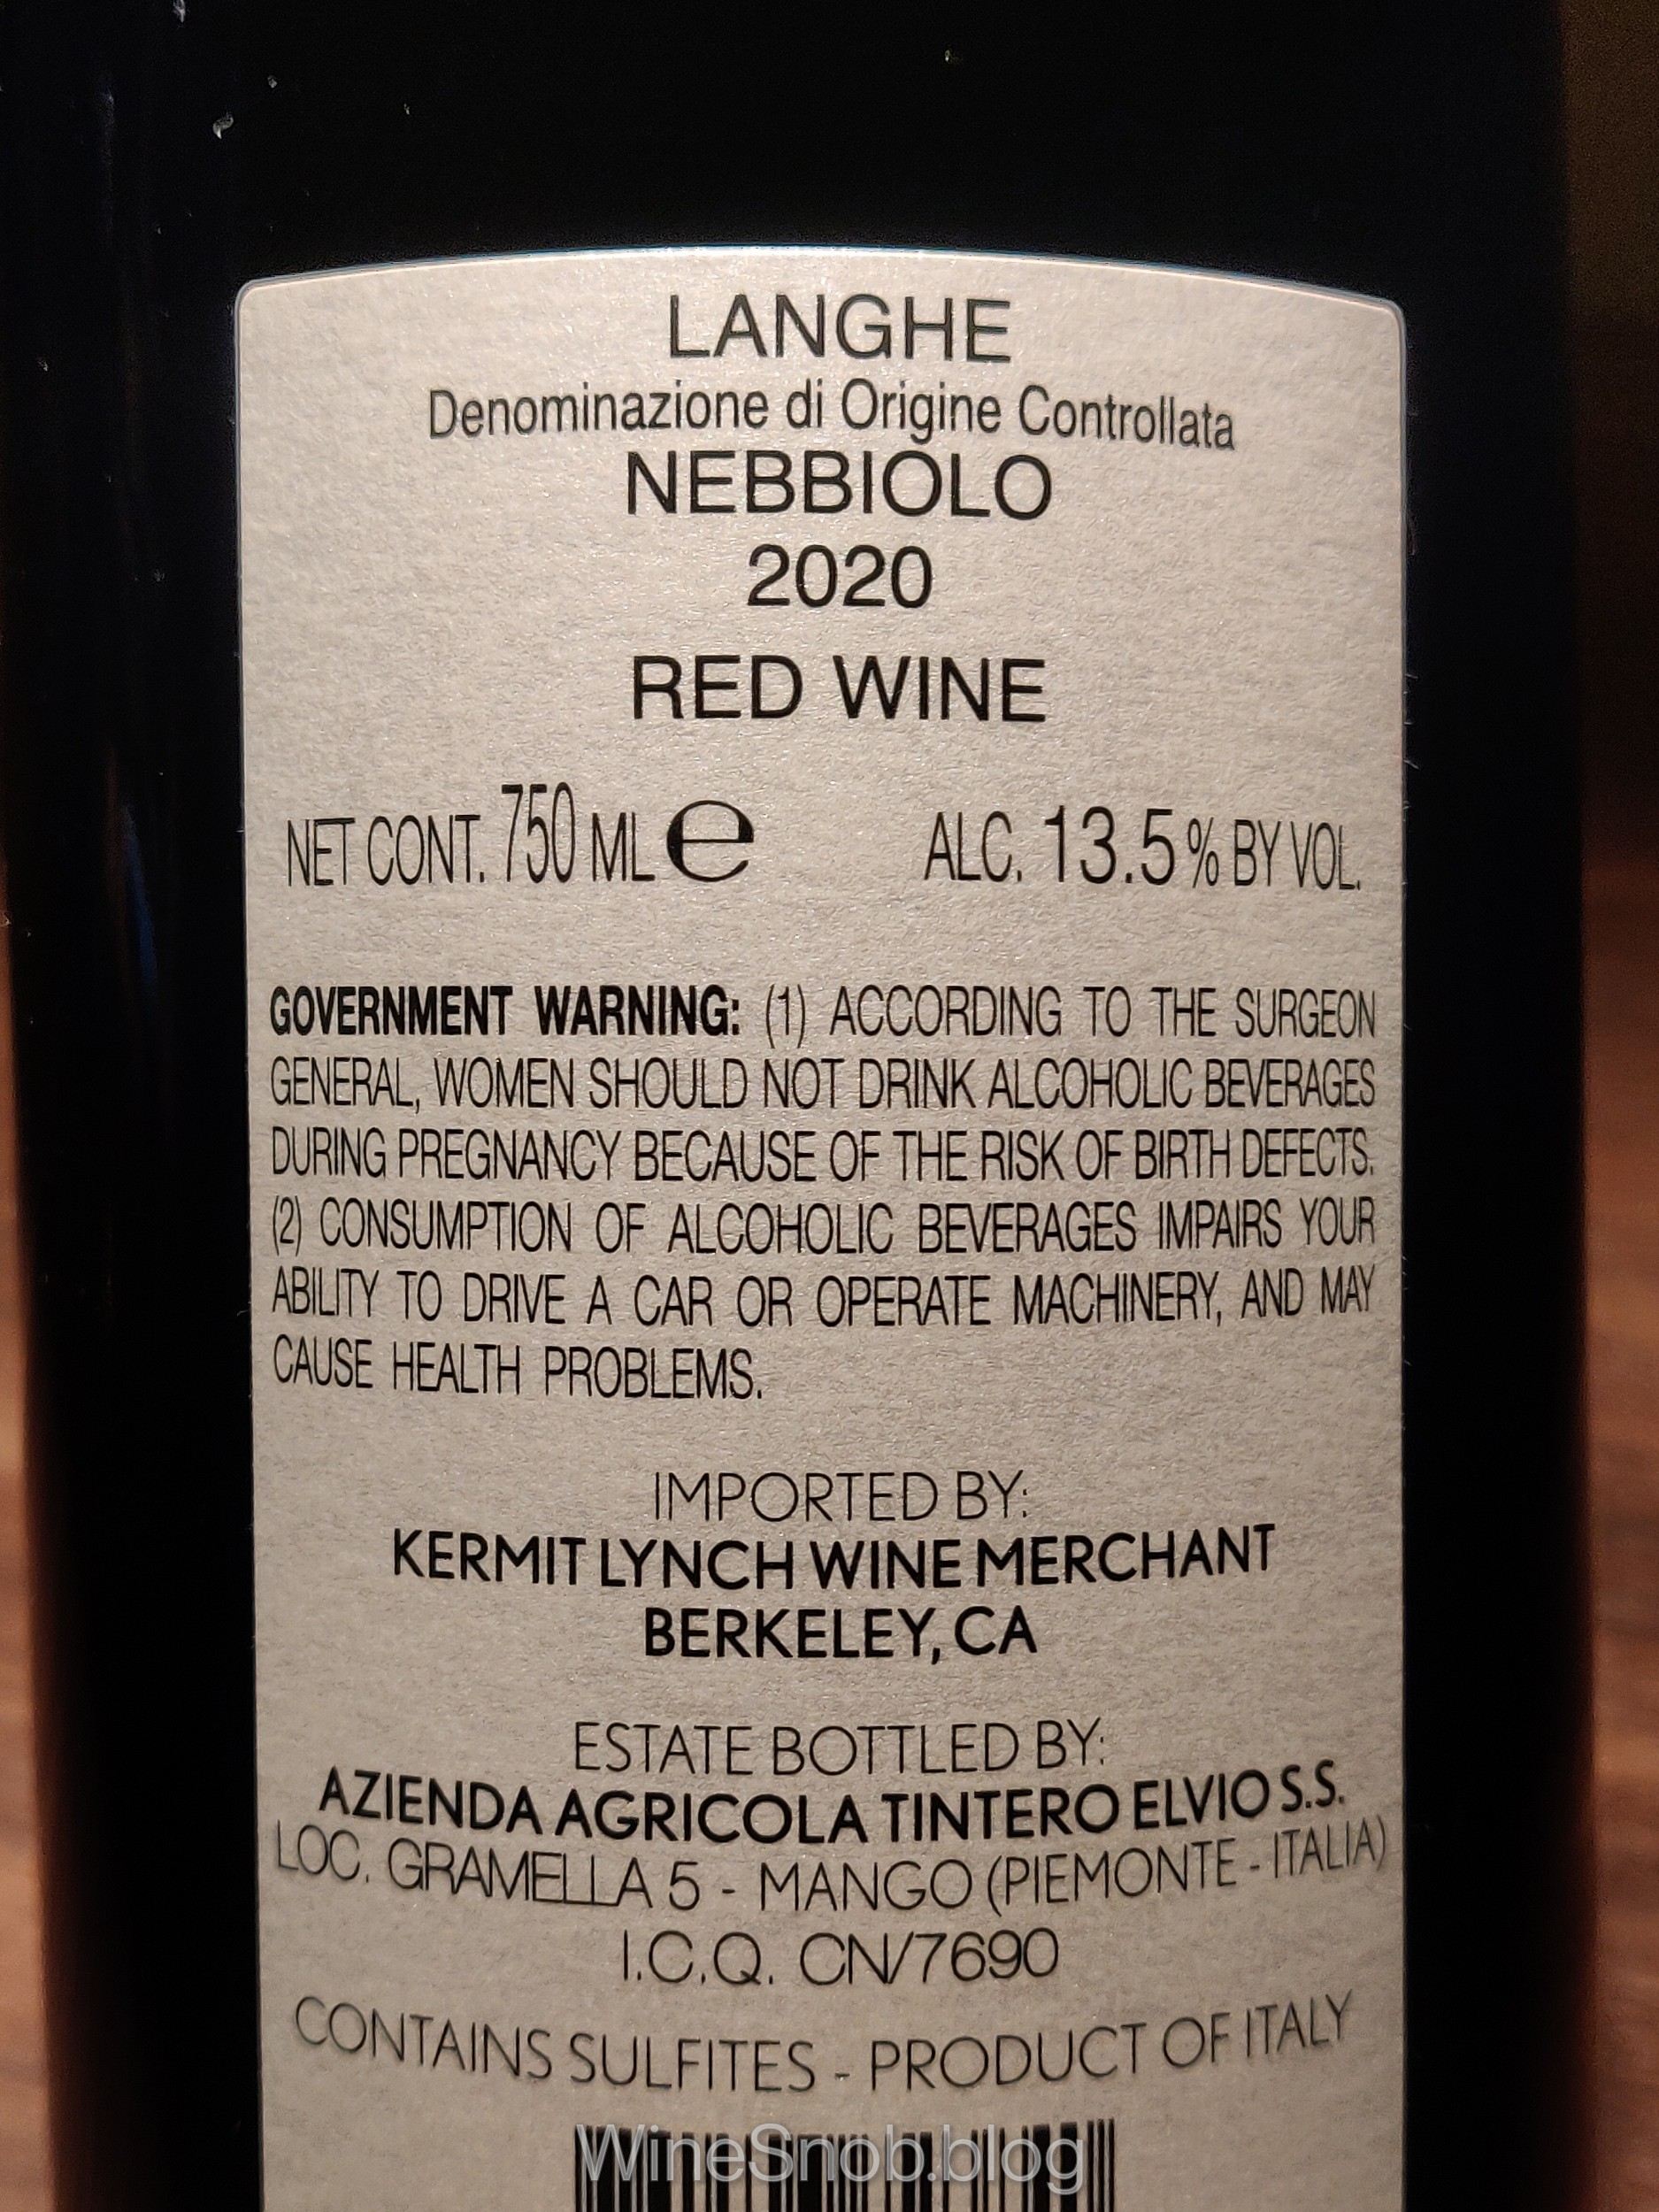 LANGHE
Denominazione di Origine Controllata
NEBBIOLO
2020
RED WINE
NET CONT. 750 ML e ALC. 13.5% BY VOL.
GOVERNMENT WARNING: (1) ACCORDING TO THE SURGEON
GENERAL, WOMEN SHOULD NOT DRINK ALCOHOLIC BEVERAGES
DURING PREGNANCY BECAUSE OF THE RISK OF BIRTH DEFECTS.
(2) CONSUMPTION OF ALCOHOLIC BEVERAGES IMPAIRS YOUR
ABILITY TO DRIVE A CAR OR OPERATE MACHINERY, AND MAY
CAUSE HEALTH PROBLEMS.
IMPORTED BY:
KERMIT LYNCH WINE MERCHANT
BERKELEY, CA
ESTATE BOTTLED BY:
AZIENDA AGRICOLA TINTERO ELVIO S.S.
LOC. GRAMELLA 5 - MANGO (PIEMONTE - ITALIA)
I.C.Q. CN/7690
CONTAINS SULFITES - PRODUCT OF ITALY
WineSnob.blog